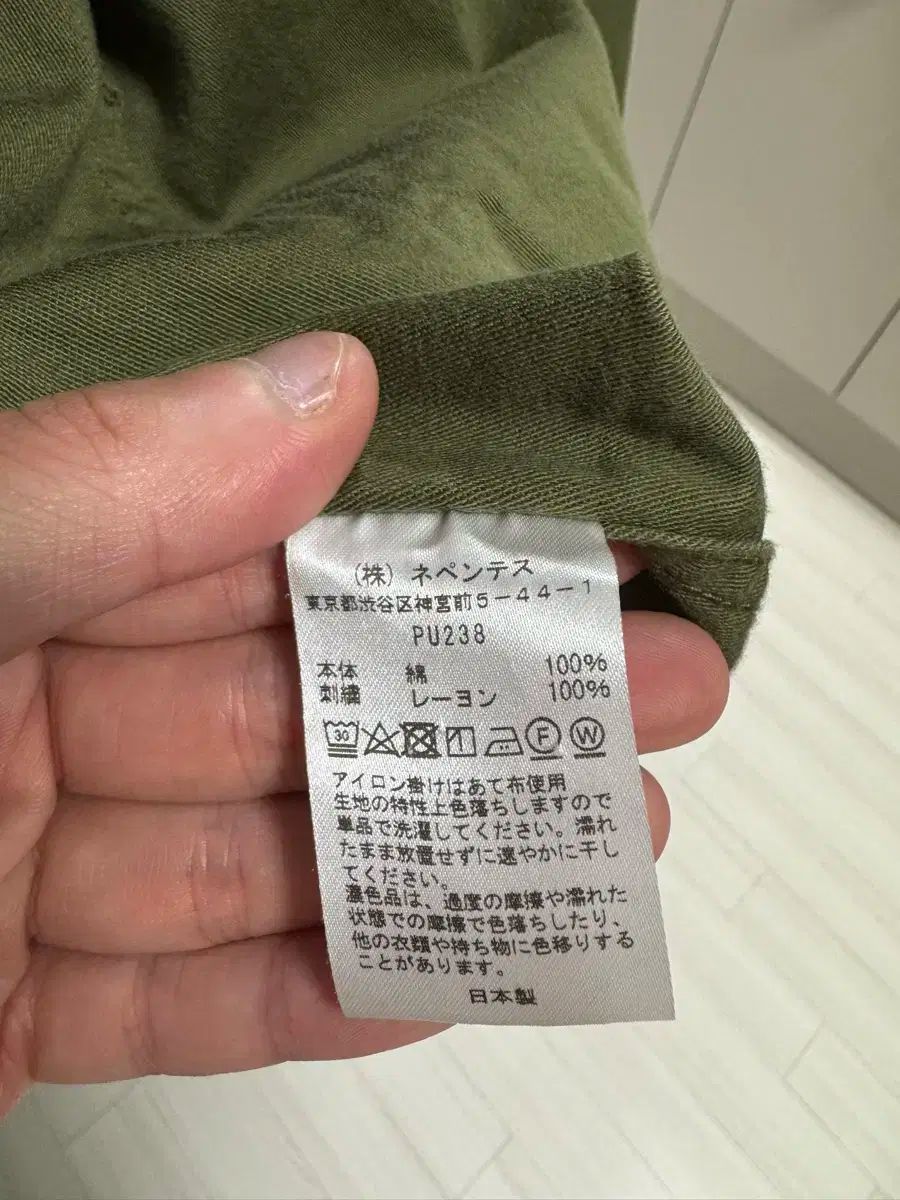 (株) ネペンテス
東京都渋谷区神宮前5-44-1
PU238
本体 綿 100%
刺繍 レーヨン 100%
30 F W
アイロン掛けはあて布使用
生地の特性上色落ちしますので
単品で洗濯してください。濡れ
たまま放置せずに速やかに干し
てください。
濃色品は、過度の摩擦や濡れた
状態での摩擦で色落ちしたり、
他の衣類や持ち物に色移りする
ことがあります。
日本製